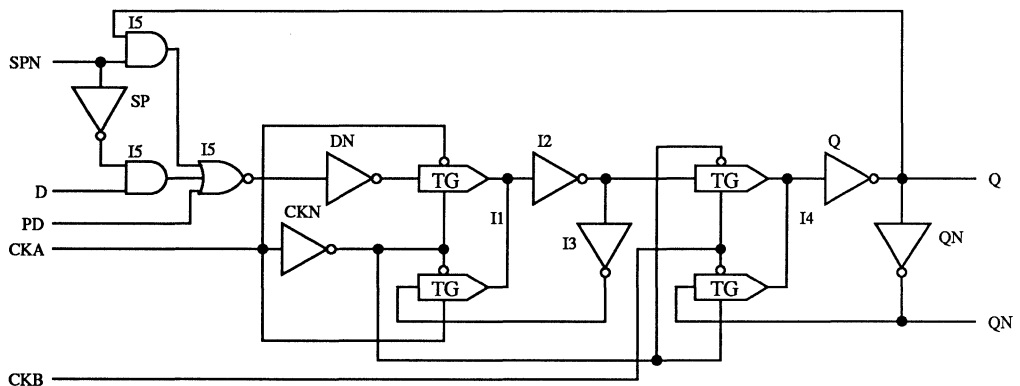 I5
SPN
SP
I5
I5
DN
I2
Q
D
TG
TG
Q
PD
CKN
I1
I4
CKA
I3
QN
TG
TG
QN
CKB